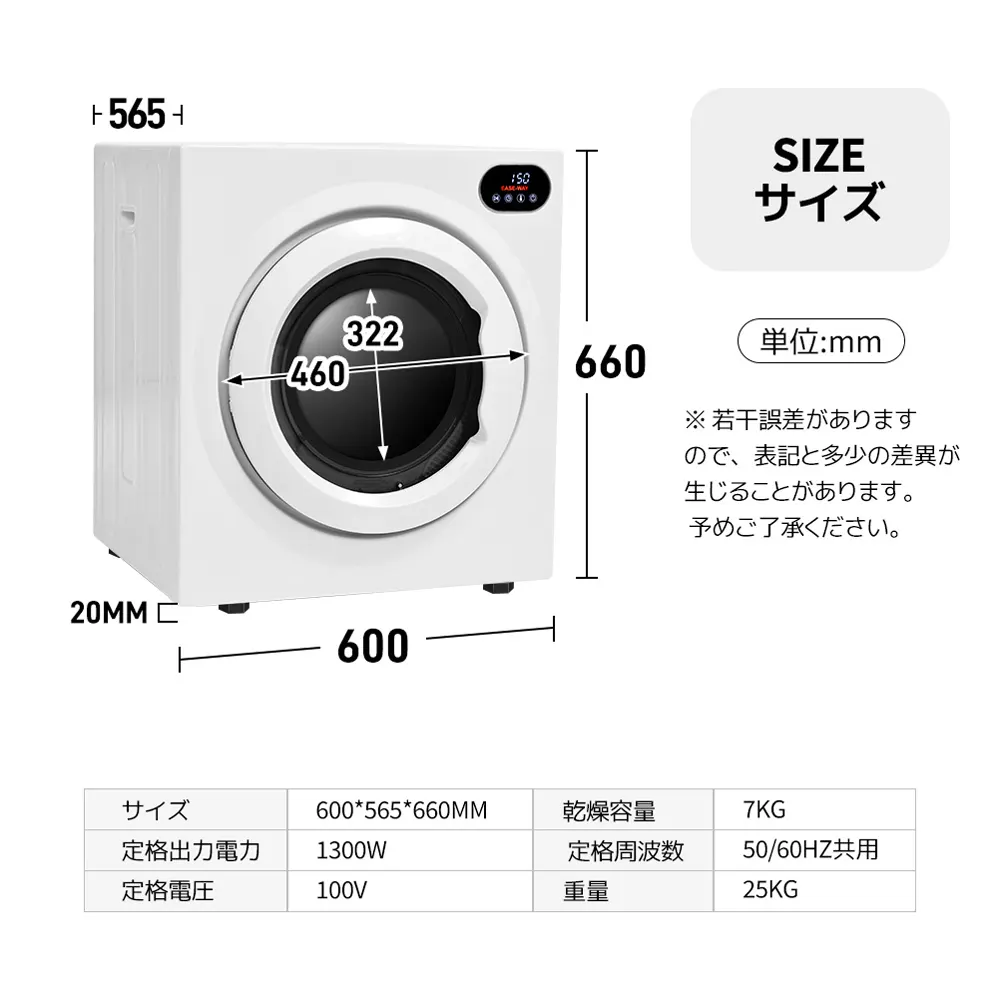 565
SIZE
サイズ
150
EASE-WAY
322
460
660
単位:mm
※ 若干誤差があります
ので、表記と多少の差異が
生じることがあります。
予めご了承ください。
20MM
600
サイズ 600*565*660MM 乾燥容量 7KG
定格出力電力 1300W 定格周波数 50/60HZ共用
定格電圧 100V 重量 25KG